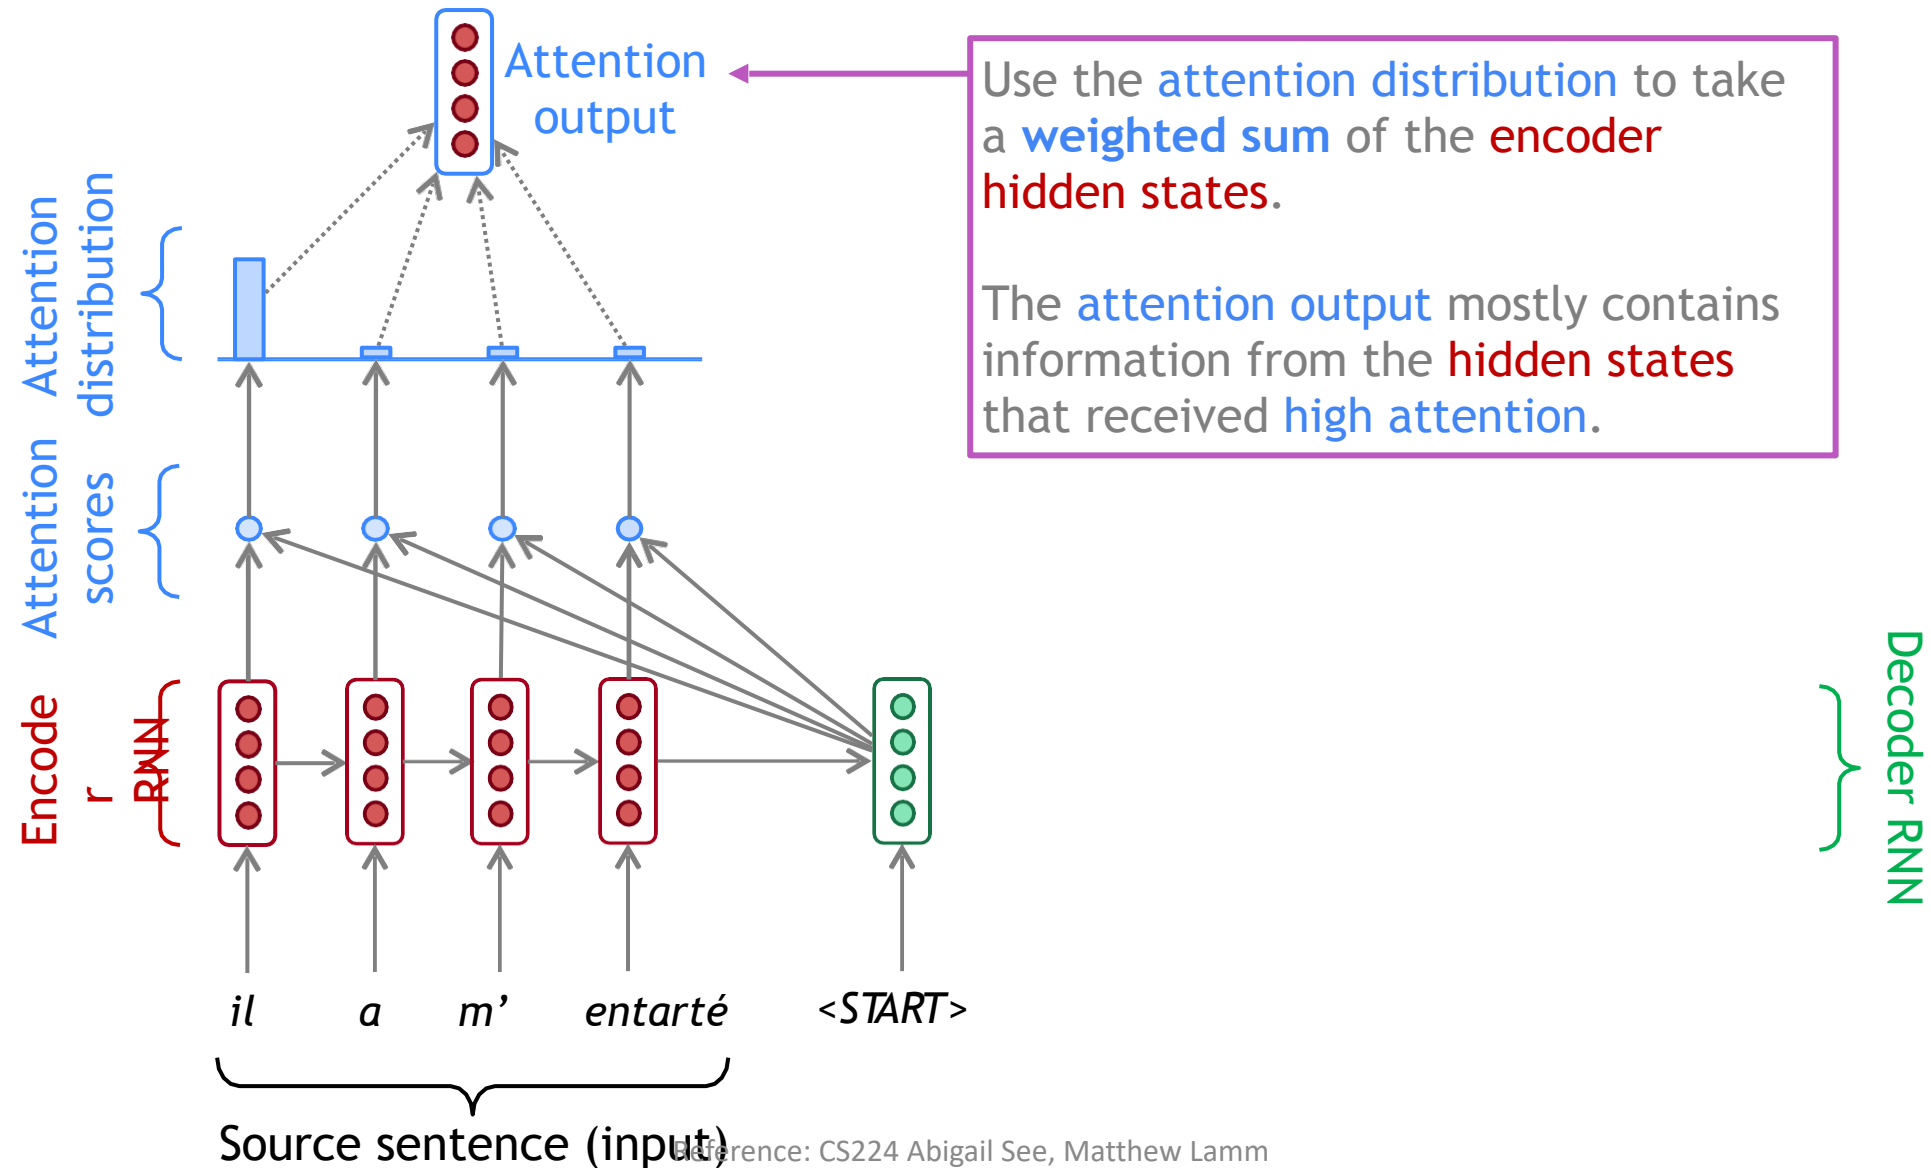 Attention
output
Use the attention distribution to take
a weighted sum of the encoder
hidden states.
The attention output mostly contains
information from the hidden states
that received high attention.
Attention
distribution
Attention
scores
Encode
r
RNN
Decoder RNN
il a m’ entarté <START>
Source sentence (input)
Reference: CS224 Abigail See, Matthew Lamm